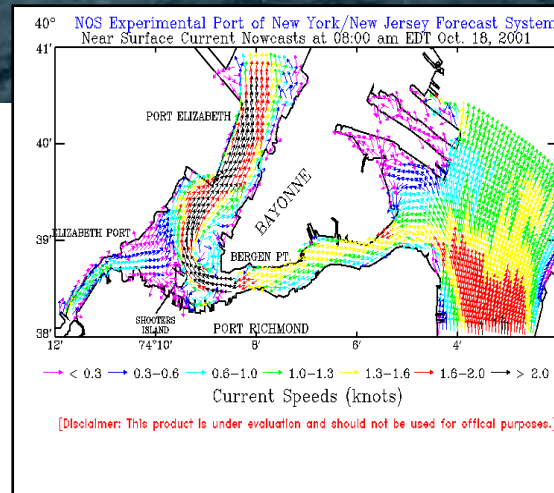 NOS Experimental Port of New York/New Jersey Forecast System
40° Near Surface Current Nowcasts at 08:00 am EDT Oct. 18, 2001
41'
PORT ELIZABETH
40'
BAYONNE
ELIZABETH PORT
39'
BERGEN PT.
SHOOTERS
ISLAND
PORT RICHMOND
38'
12' 74°10' 8' 6' 4'
< 0.3 0.3-0.6 0.6-1.0 1.0-1.3 1.3-1.6 1.6-2.0 > 2.0
Current Speeds (knots)
[Disclaimer: This product is under evaluation and should not be used for offical purposes.]